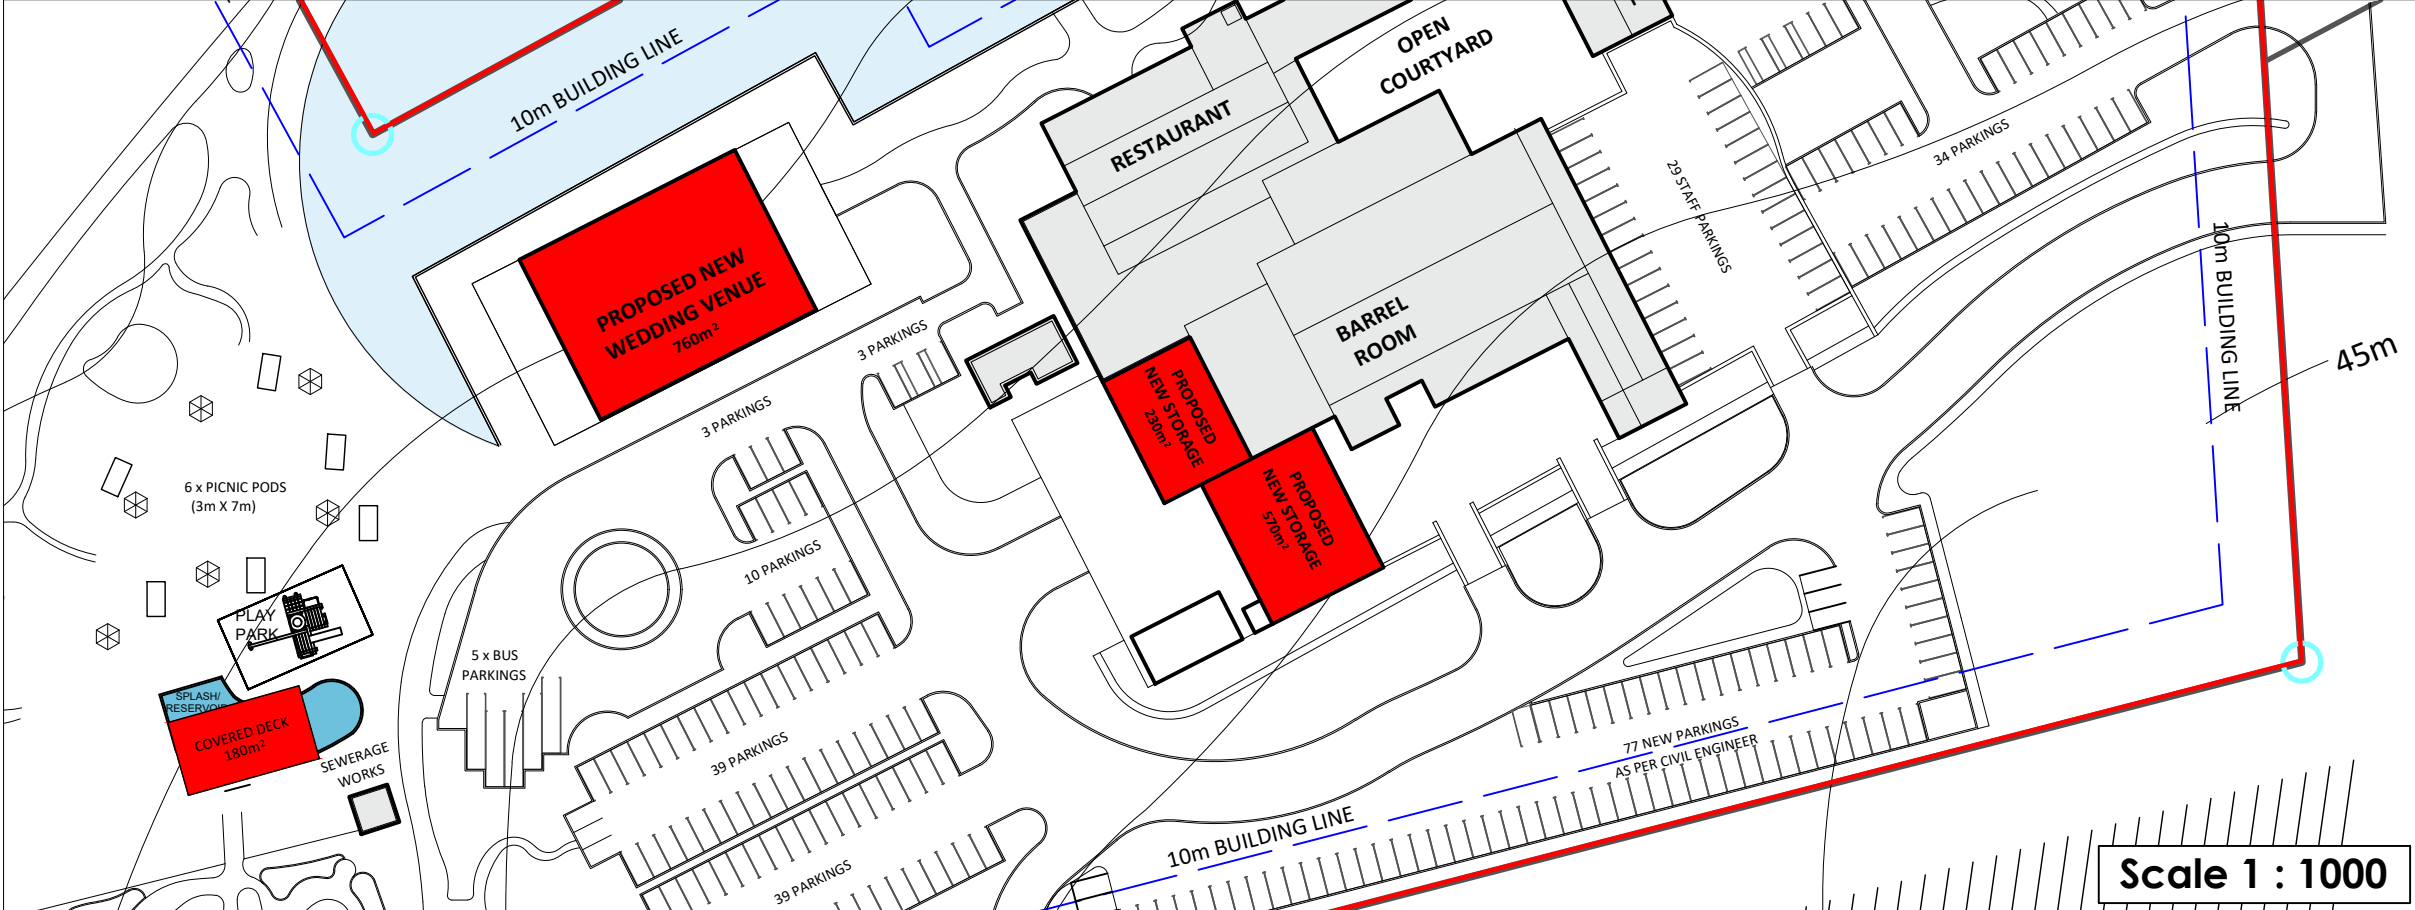 10m BUILDING LINE
OPEN
COURTYARD
RESTAURANT
29 STAFF PARKINGS
34 PARKINGS
10m BUILDING LINE
45m
PROPOSED NEW
WEDDING VENUE
760m²
3 PARKINGS
3 PARKINGS
BARREL
ROOM
PROPOSED
NEW STORAGE
230m²
PROPOSED
NEW STORAGE
570m²
6 x PICNIC PODS
(3m X 7m)
10 PARKINGS
PLAY
PARK
5 x BUS
PARKINGS
SPLASH/
RESERVOIR
COVERED DECK
180m²
SEWERAGE
WORKS
39 PARKINGS
39 PARKINGS
77 NEW PARKINGS
AS PER CIVIL ENGINEER
10m BUILDING LINE
Scale 1 : 1000